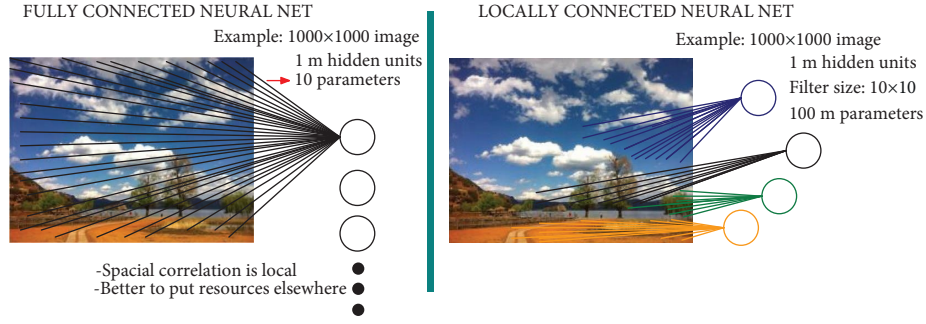 FULLY CONNECTED NEURAL NET
Example: 1000×1000 image
1 m hidden units
10 parameters
-Spacial correlation is local
-Better to put resources elsewhere
LOCALLY CONNECTED NEURAL NET
Example: 1000×1000 image
1 m hidden units
Filter size: 10×10
100 m parameters